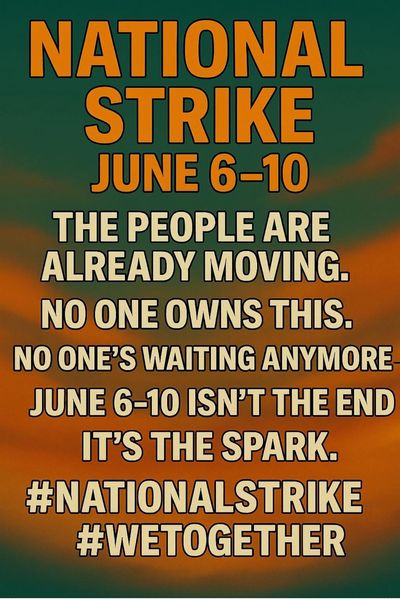 NATIONAL
STRIKE
JUNE 6–10
THE PEOPLE ARE
ALREADY MOVING.
NO ONE OWNS THIS.
NO ONE'S WAITING ANYMORE-
JUNE 6–10 ISN'T THE END
IT'S THE SPARK.
#NATIONALSTRIKE
#WETOGETHER